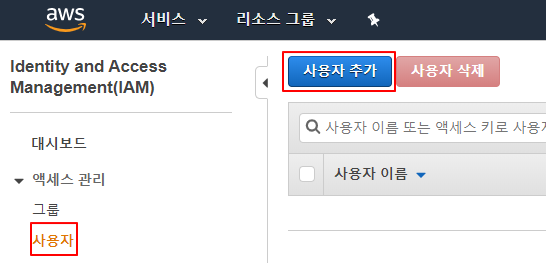 aws 서비스 리소스 그룹
Identity and Access
Management(IAM)
대시보드
액세스 관리
그룹
사용자
사용자 추가 사용자 삭제
사용자 이름 또는 액세스 키로 사용자
사용자 이름